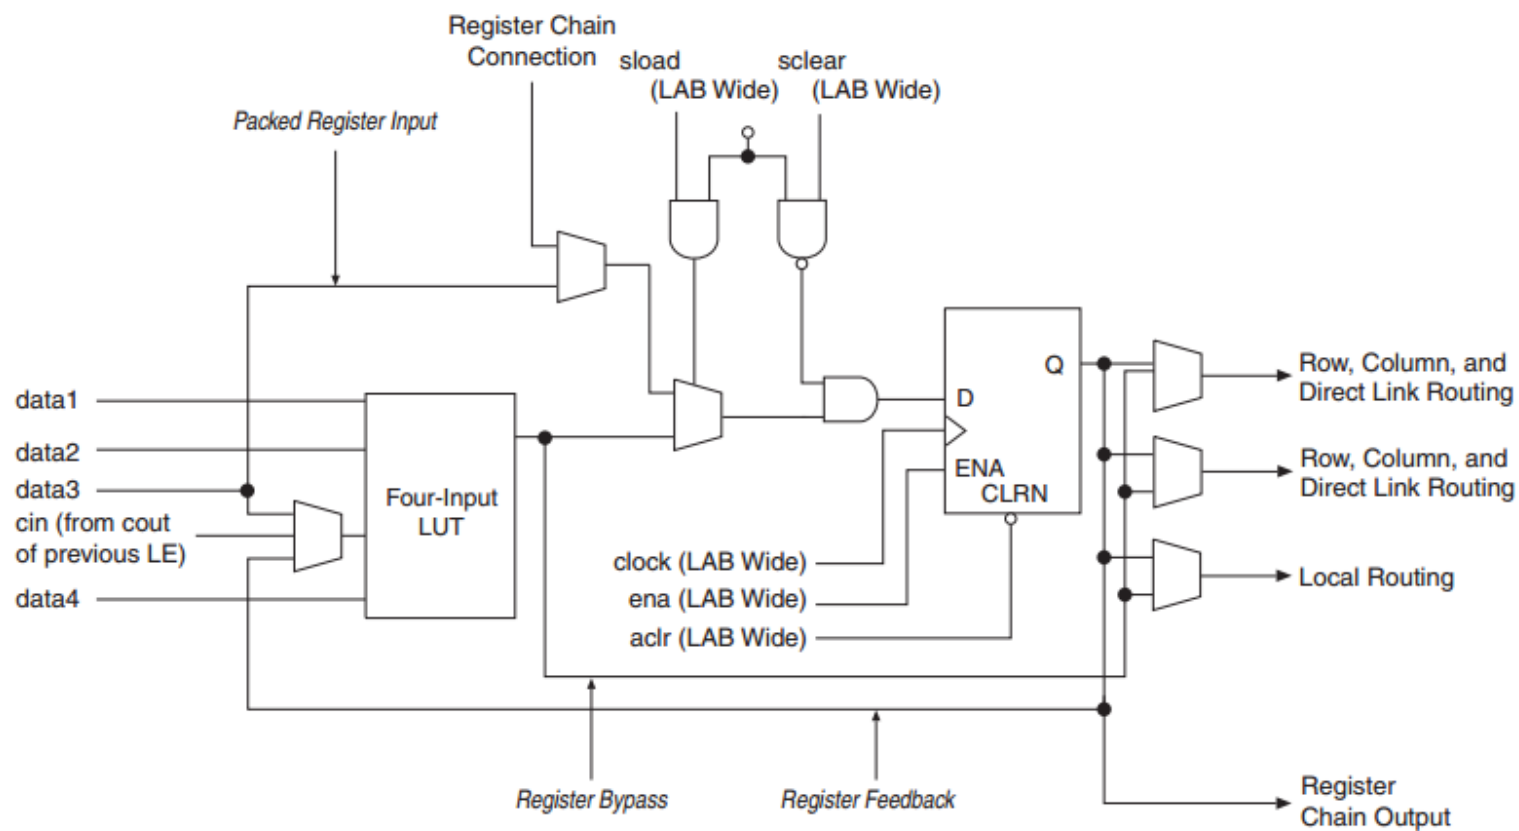 Register Chain
Connection
sload
(LAB Wide)
sclear
(LAB Wide)
Packed Register Input
data1
data2
data3
cin (from cout
of previous LE)
data4
Four-Input
LUT
D
Q
ENA
CLRN
clock (LAB Wide)
ena (LAB Wide)
aclr (LAB Wide)
Row, Column, and
Direct Link Routing
Row, Column, and
Direct Link Routing
Local Routing
Register Bypass
Register Feedback
Register
Chain Output